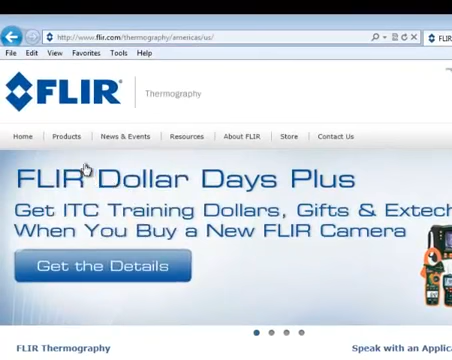 http://www.flir.com/thermography/americas/us/
FLIR
File Edit View Favorites Tools Help
FLIR Thermography
Home Products News & Events Resources About FLIR Store Contact Us
FLIR Dollar Days Plus
Get ITC Training Dollars, Gifts & Extech
When You Buy a New FLIR Camera
Get the Details
FLIR Thermography
Speak with an Applica